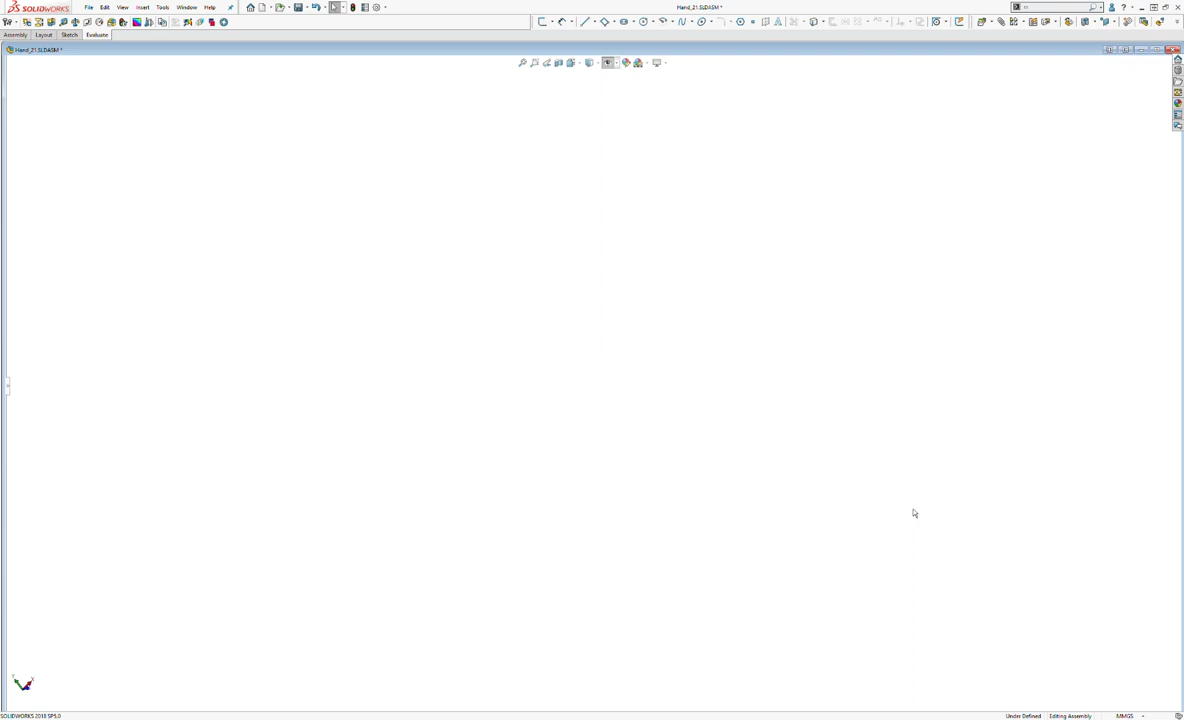 SOLIDWORKS File Edit View Insert Tools Window Help
Hand_21.SLDASM *
Assembly Layout Sketch Evaluate
Hand_21.SLDASM *
Y X
SOLIDWORKS 2018 SP5.0
Under Defined Editing Assembly MMGS